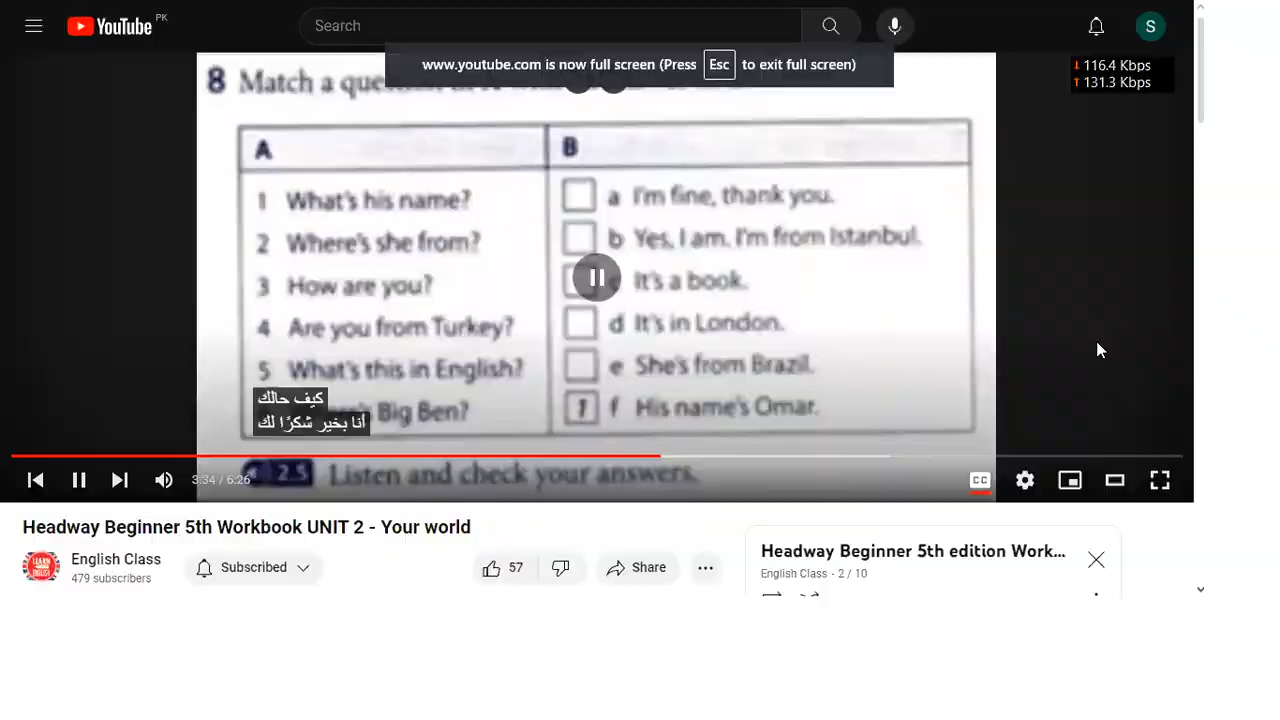 YouTube PK
Search
S
www.youtube.com is now full screen (Press Esc to exit full screen)
116.4 Kbps
131.3 Kbps
8 Match a
A B
1 What's his name? a I'm fine, thank you.
2 Where's she from? b Yes, I am. I'm from Istanbul.
3 How are you? It's a book.
4 Are you from Turkey? d It's in London.
5 What's this in English? e She's from Brazil.
Big Ben? 1 f His name's Omar.
كيف حالك
أنا بخير شكرًا لك
2.5 Listen and check your answers.
3:34 / 6:26
CC
Headway Beginner 5th Workbook UNIT 2 - Your world
English Class
479 subscribers
Subscribed
57
Share
Headway Beginner 5th edition Work...
English Class - 2 / 10